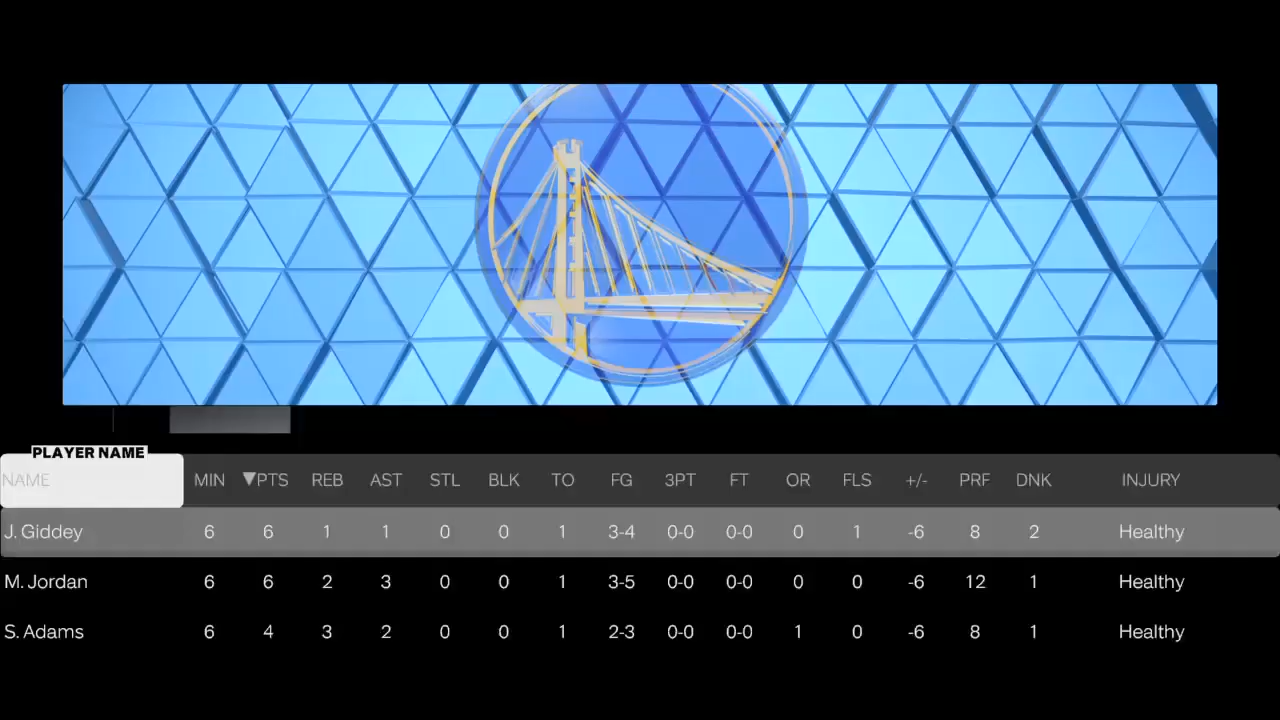 PLAYER NAME
NAME MIN ▼PTS REB AST STL BLK TO FG 3PT FT OR FLS +/- PRF DNK INJURY
J. Giddey 6 6 1 1 0 0 1 3-4 0-0 0-0 0 1 -6 8 2 Healthy
M. Jordan 6 6 2 3 0 0 1 3-5 0-0 0-0 0 0 -6 12 1 Healthy
S. Adams 6 4 3 2 0 0 1 2-3 0-0 0-0 1 0 -6 8 1 Healthy